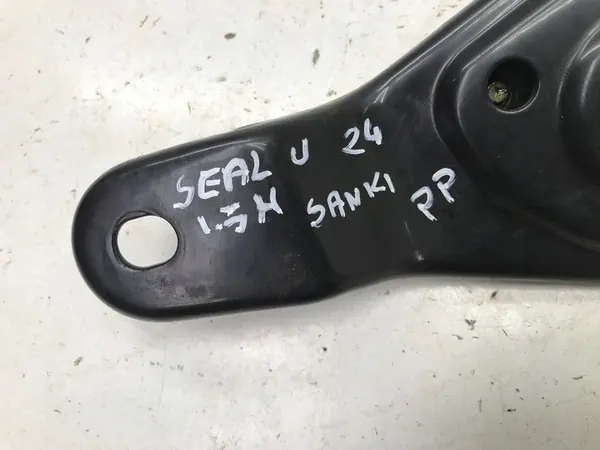 SEAL U 24
1.5H SANKI PP